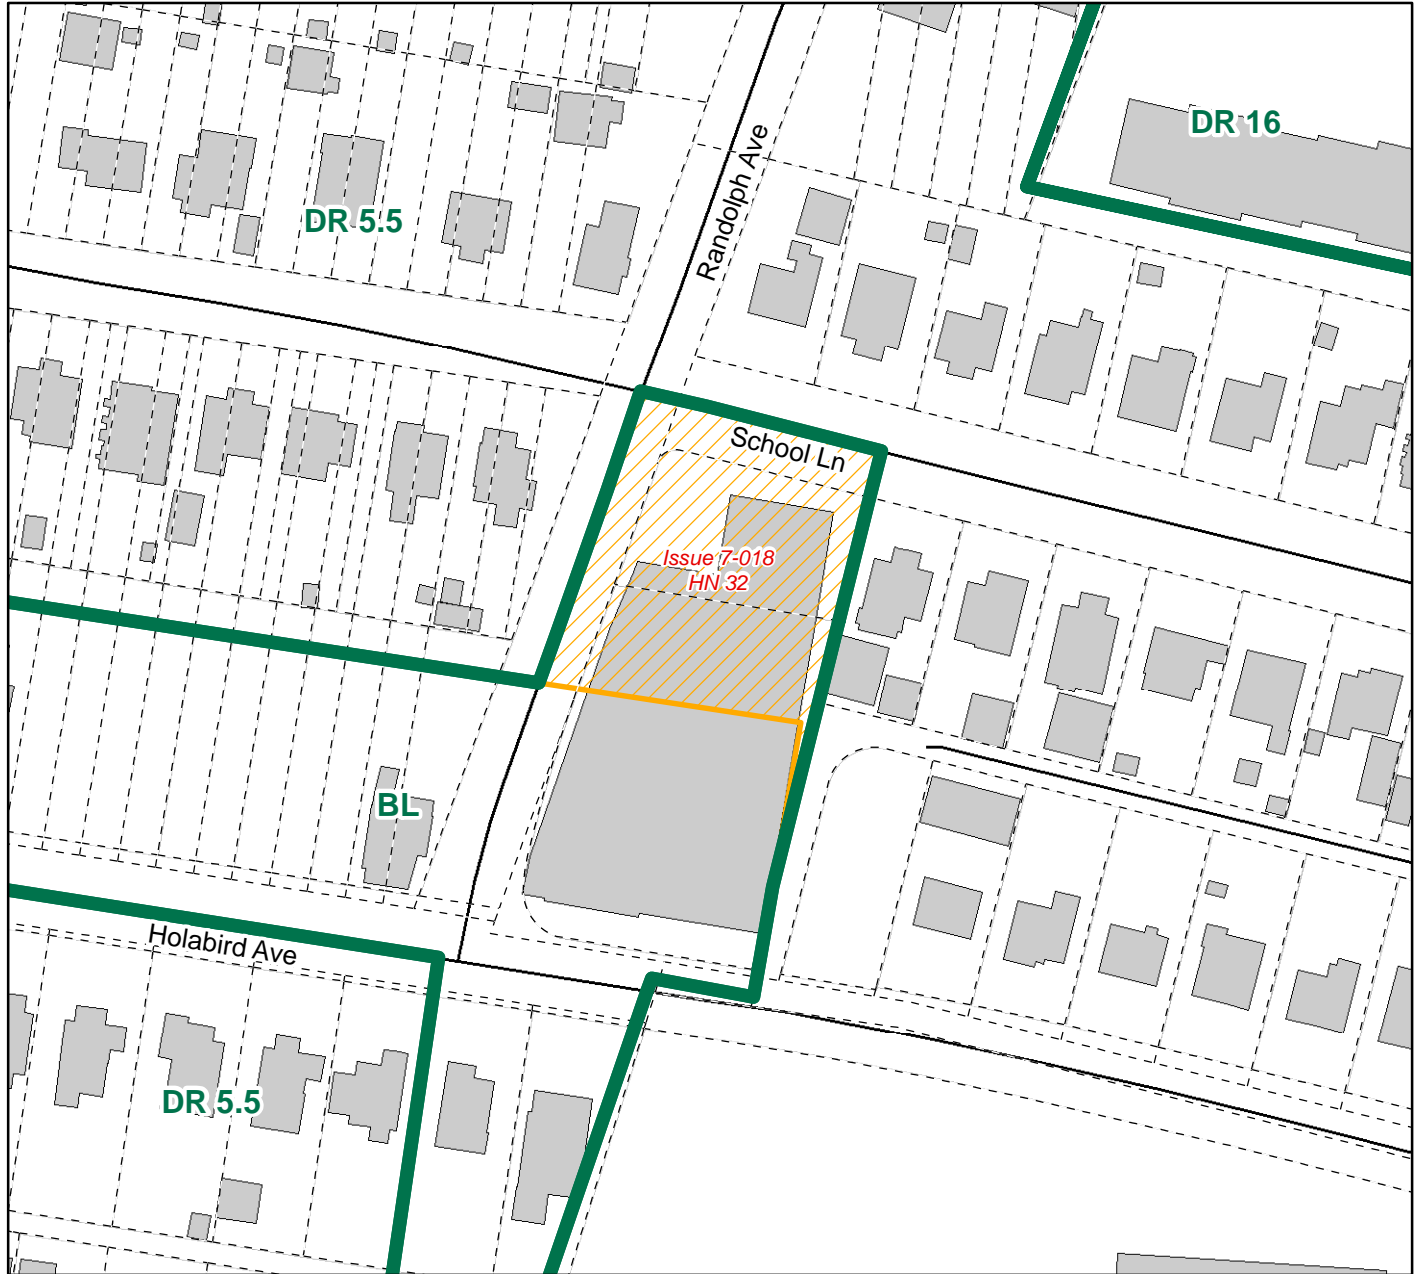 DR 16
Randolph Ave
DR 5.5
School Ln
Issue 7-018
HN 32
BL
Holabird Ave
DR 5.5